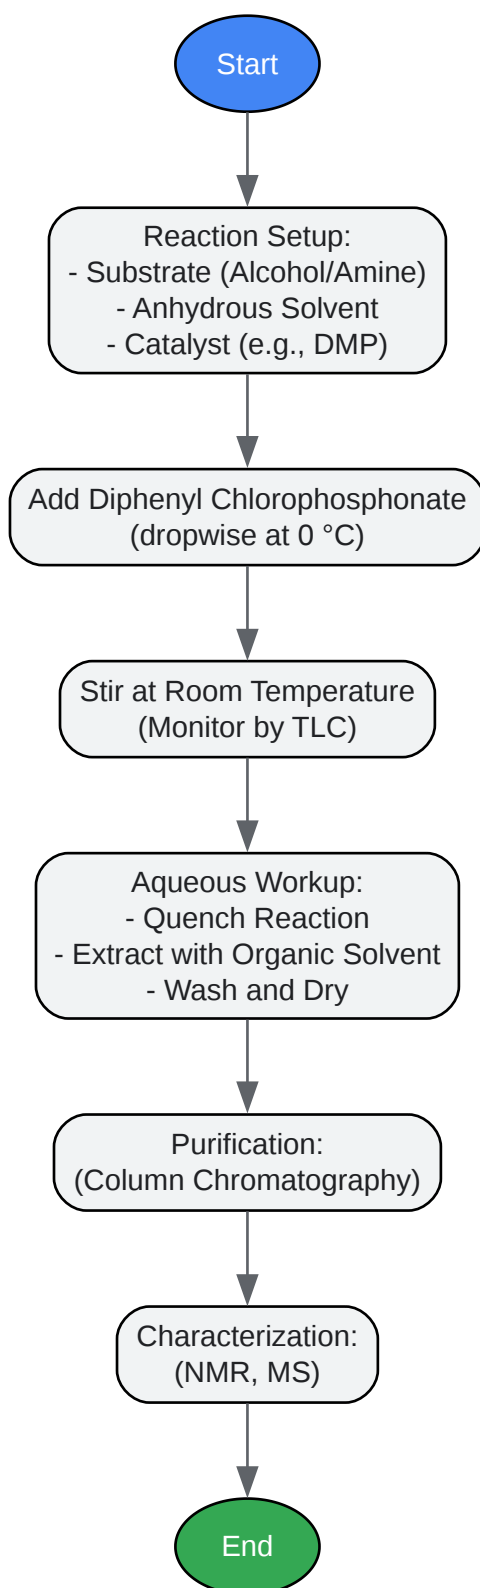 Start
Reaction Setup:
- Substrate (Alcohol/Amine)
- Anhydrous Solvent
- Catalyst (e.g., DMP)
Add Diphenyl Chlorophosphonate
(dropwise at 0 °C)
Stir at Room Temperature
(Monitor by TLC)
Aqueous Workup:
- Quench Reaction
- Extract with Organic Solvent
- Wash and Dry
Purification:
(Column Chromatography)
Characterization:
(NMR, MS)
End